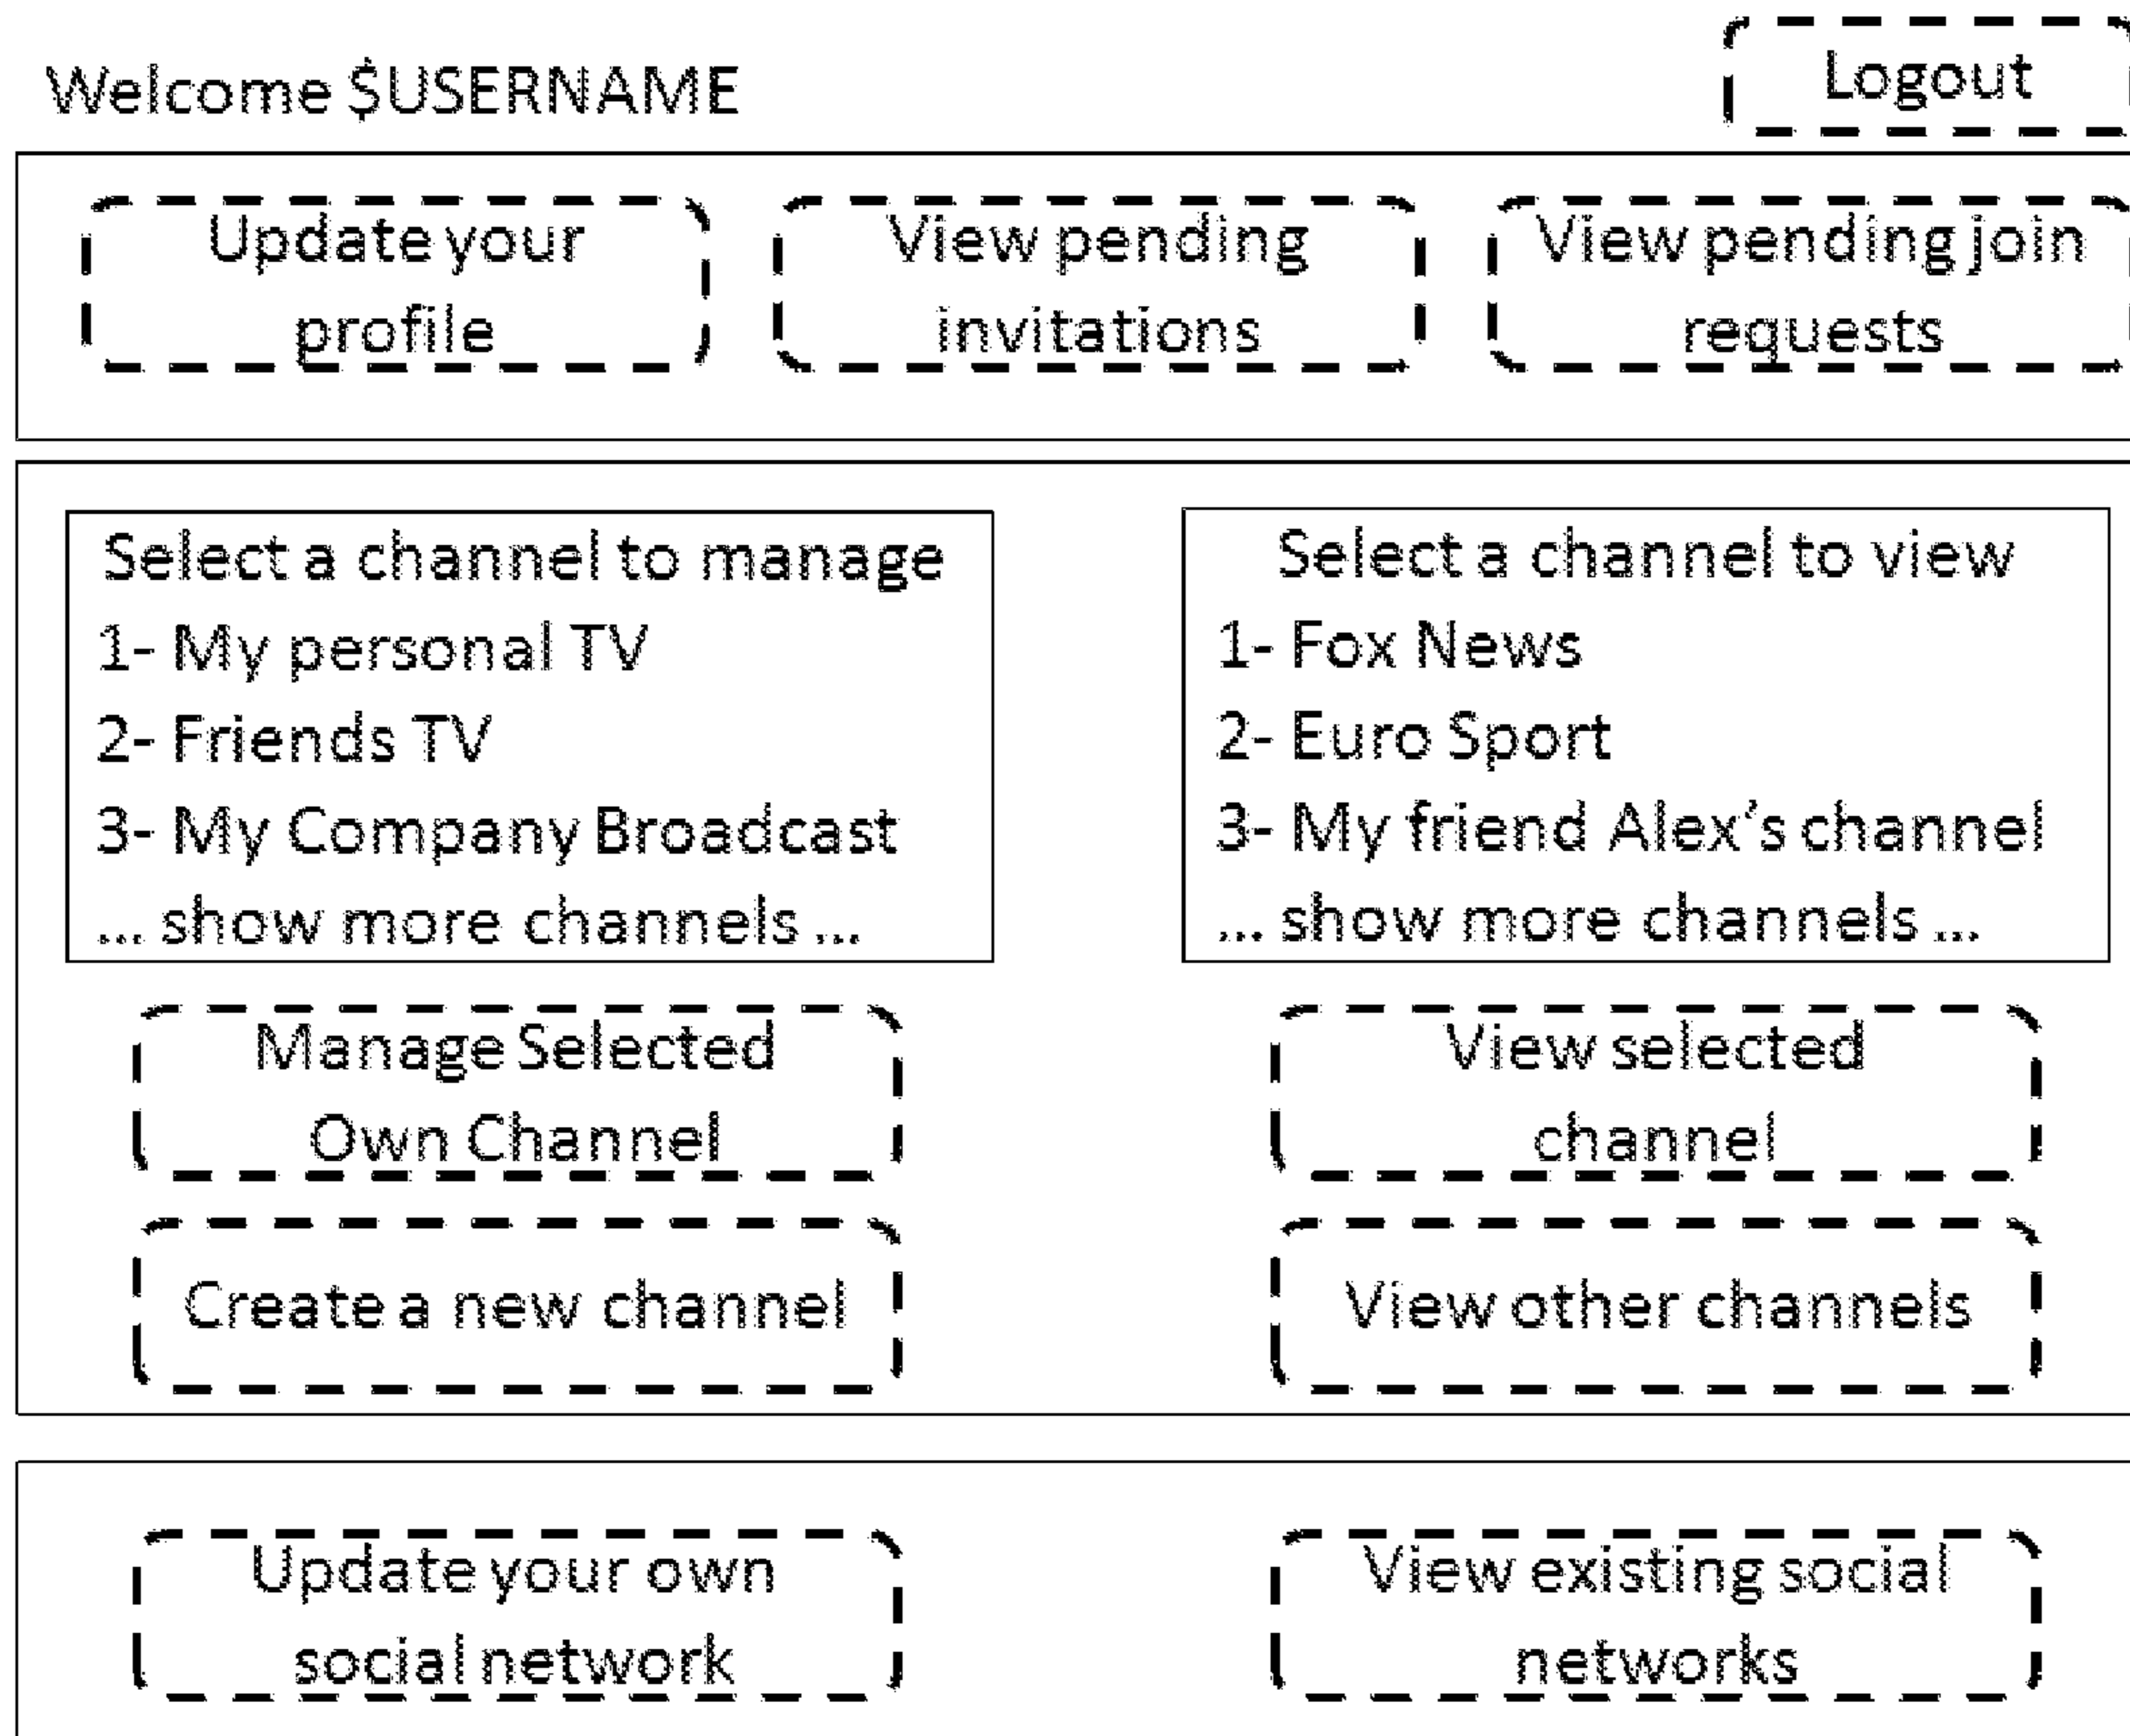 Welcome $USERNAME
Logout
Update your
profile
View pending
invitations
View pending join
requests
Select a channel to manage
1- My personal TV
2- Friends TV
3- My Company Broadcast
... show more channels ...
Select a channel to view
1- Fox News
2- Euro Sport
3- My friend Alex’s channel
... show more channels ...
Manage Selected
Own Channel
View selected
channel
Create a new channel
View other channels
Update your own
social network
View existing social
networks